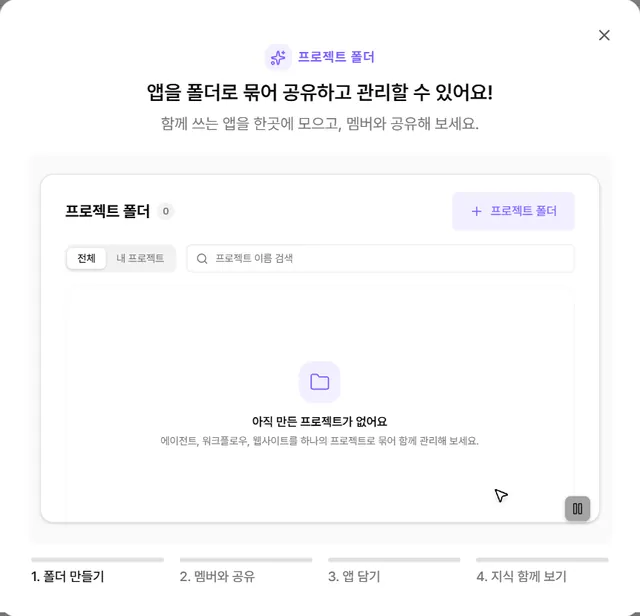 프로젝트 폴더
앱을 폴더로 묶어 공유하고 관리할 수 있어요!
함께 쓰는 앱을 한곳에 모으고, 멤버와 공유해 보세요.
프로젝트 폴더 0
+ 프로젝트 폴더
전체 내 프로젝트
프로젝트 이름 검색
아직 만든 프로젝트가 없어요
에이전트, 워크플로우, 웹사이트를 하나의 프로젝트로 묶어 함께 관리해 보세요.
1. 폴더 만들기
2. 멤버와 공유
3. 앱 담기
4. 지식 함께 보기